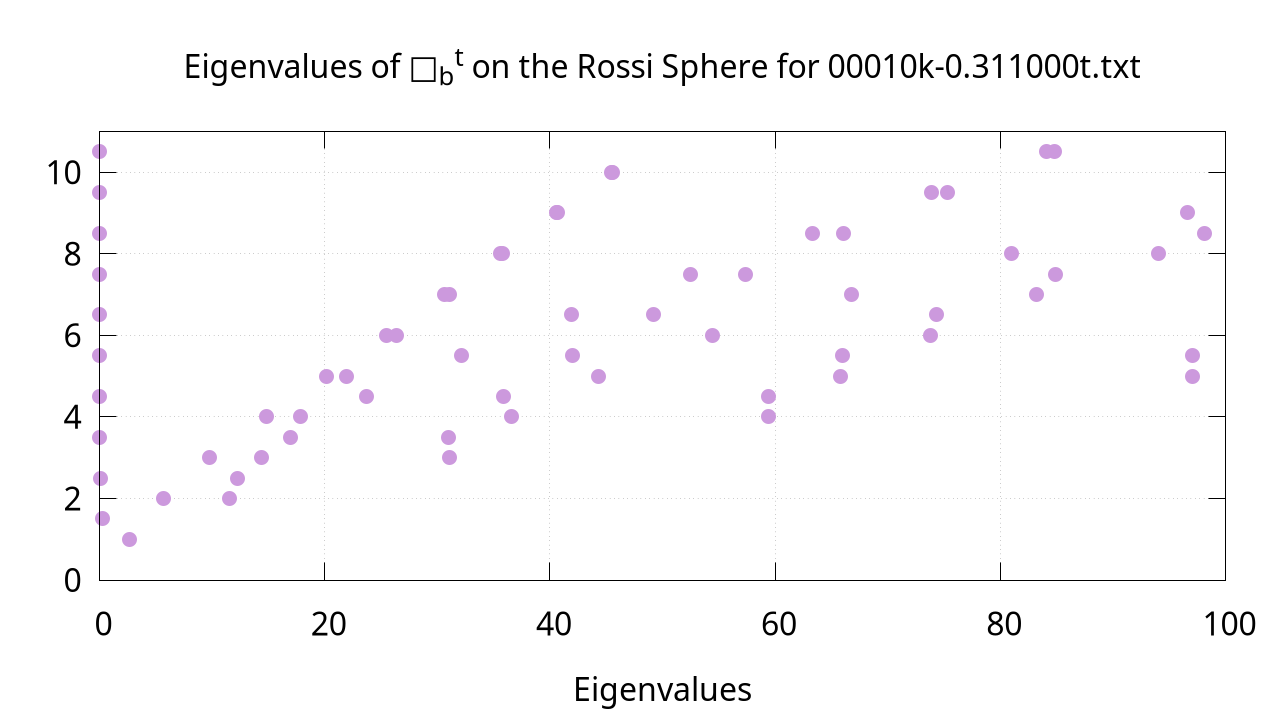 Eigenvalues of □_b^t on the Rossi Sphere for 00010k-0.311000t.txt
10
8
6
4
2
0
0 20 40 60 80 100
Eigenvalues